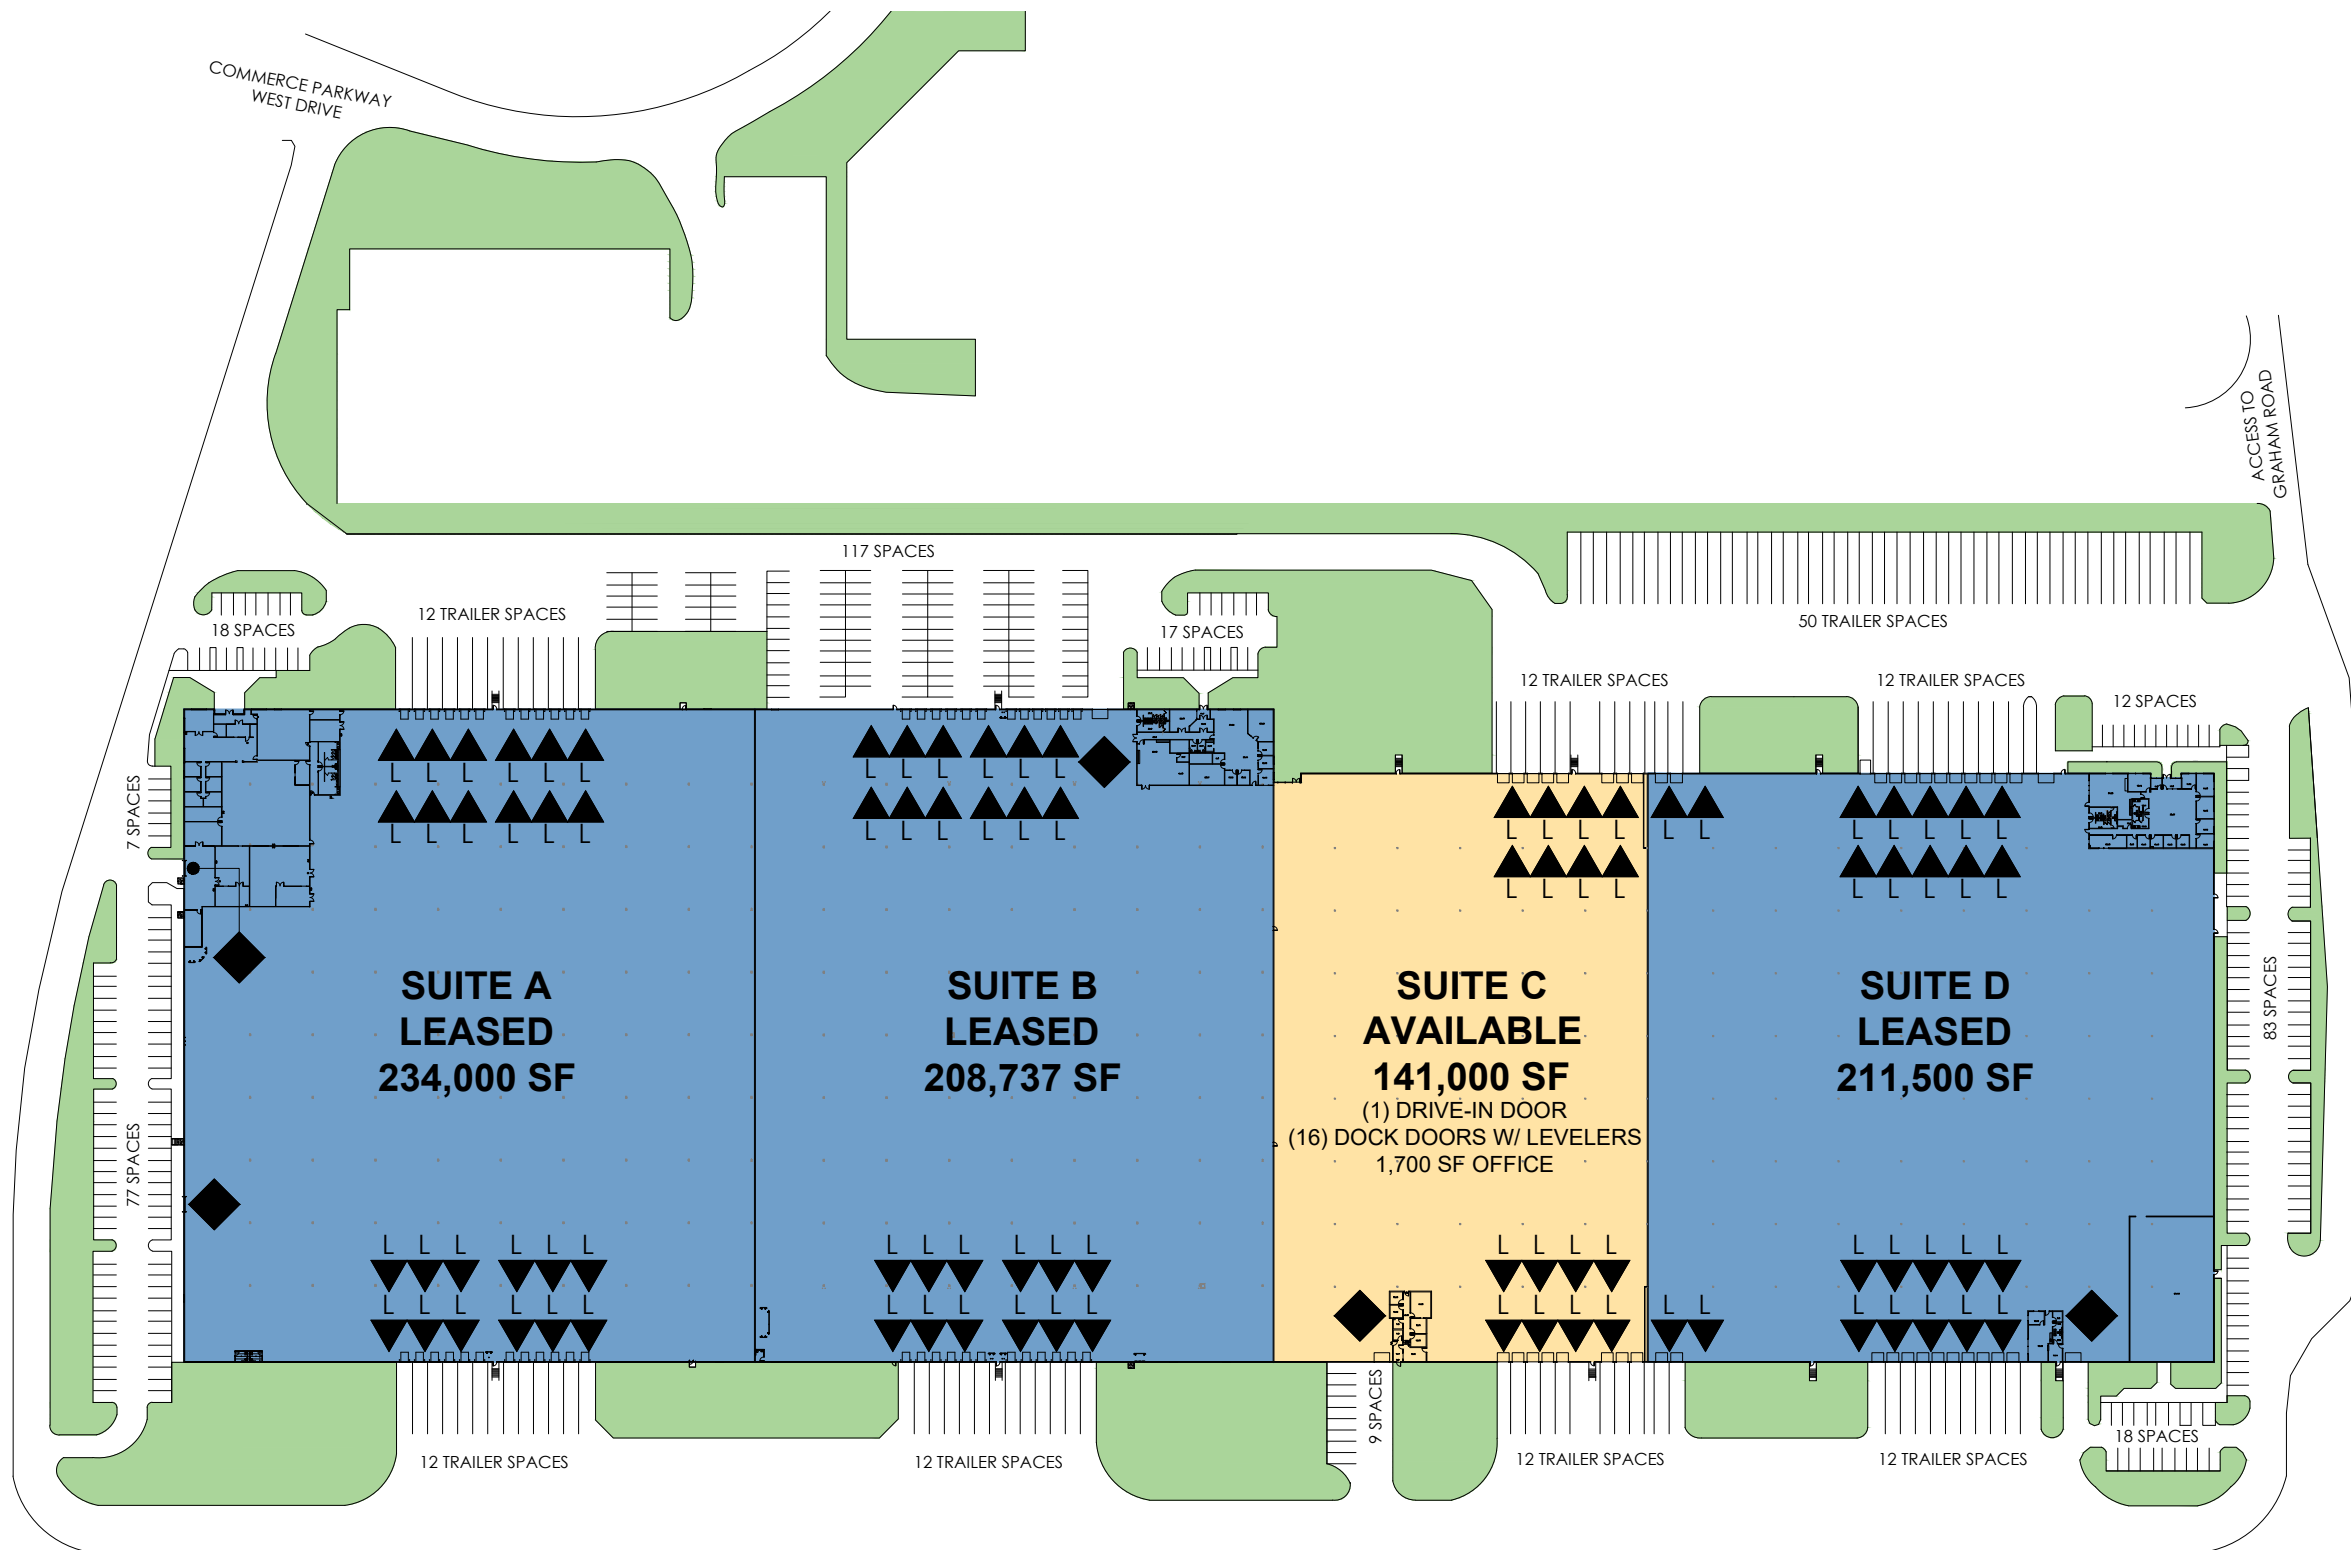 COMMERCE PARKWAY
WEST DRIVE
ACCESS TO
GRAHAM ROAD
117 SPACES
12 TRAILER SPACES
18 SPACES
17 SPACES
50 TRAILER SPACES
12 TRAILER SPACES
12 TRAILER SPACES
12 SPACES
7 SPACES
L L L L L L
L L L L L L
L L L L L L
L L L L L L
L L L L
L L L L
L L
L L L L L
L L L L L
SUITE A
LEASED
234,000 SF
SUITE B
LEASED
208,737 SF
SUITE C
AVAILABLE
141,000 SF
(1) DRIVE-IN DOOR
(16) DOCK DOORS W/ LEVELERS
1,700 SF OFFICE
SUITE D
LEASED
211,500 SF
83 SPACES
77 SPACES
L L L L L L
L L L L L L
L L L L L L
L L L L L L
L L L L
L L L L
L L
L L L L L
L L L L L
9 SPACES
18 SPACES
12 TRAILER SPACES
12 TRAILER SPACES
12 TRAILER SPACES
12 TRAILER SPACES